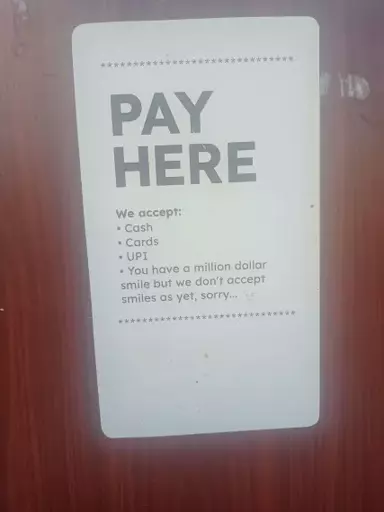 ******************************
PAY
HERE
We accept:
• Cash
• Cards
• UPI
• You have a million dollar
smile but we don't accept
smiles as yet, sorry...
******************************